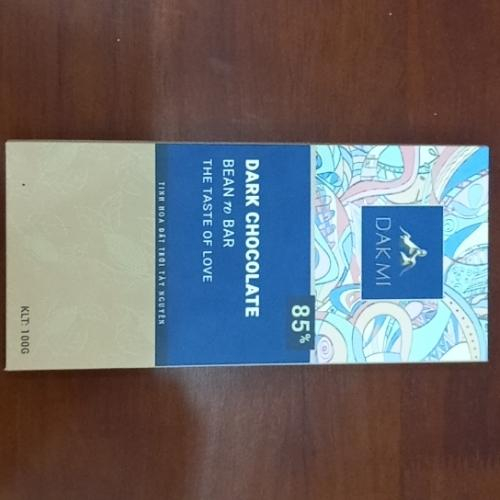 DAKMI
85%
DARK CHOCOLATE
BEAN TO BAR
THE TASTE OF LOVE
TINH HOA ĐẤT TRỜI TÂY NGUYÊN
KLT: 100G